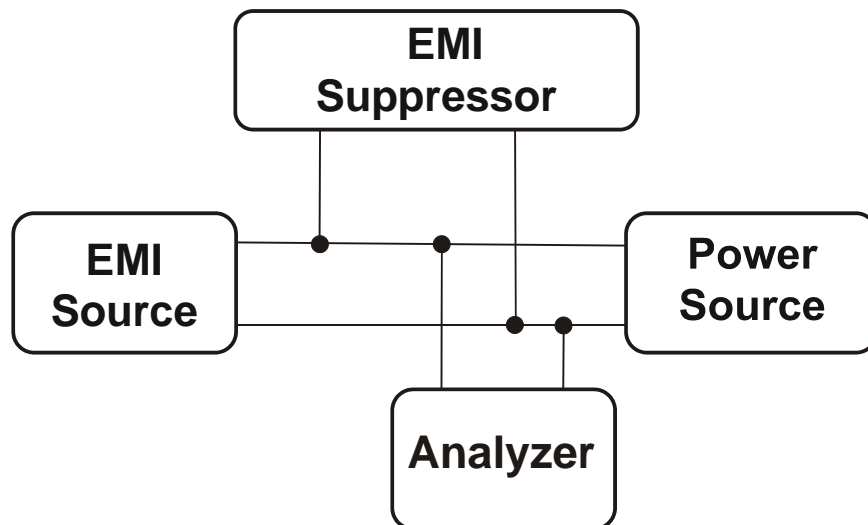 EMI
Suppressor
EMI
Source
Power
Source
Analyzer